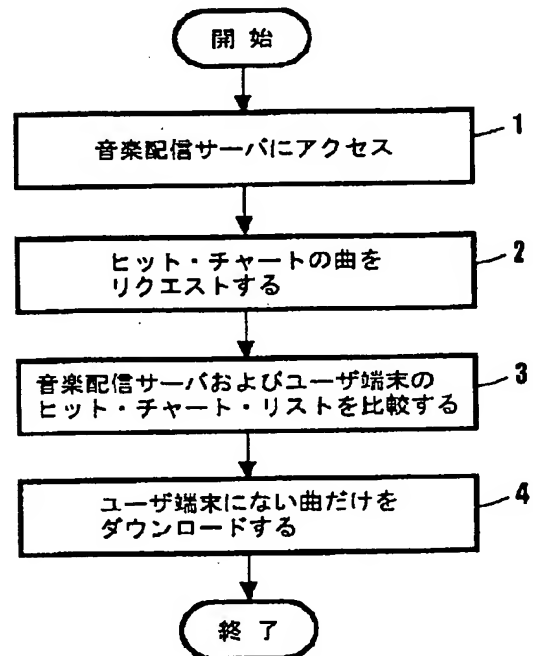 開 始
音楽配信サーバにアクセス
1
ヒット・チャートの曲を
リクエストする
2
音楽配信サーバおよびユーザ端末の
ヒット・チャート・リストを比較する
3
ユーザ端末にない曲だけを
ダウンロードする
4
終 了